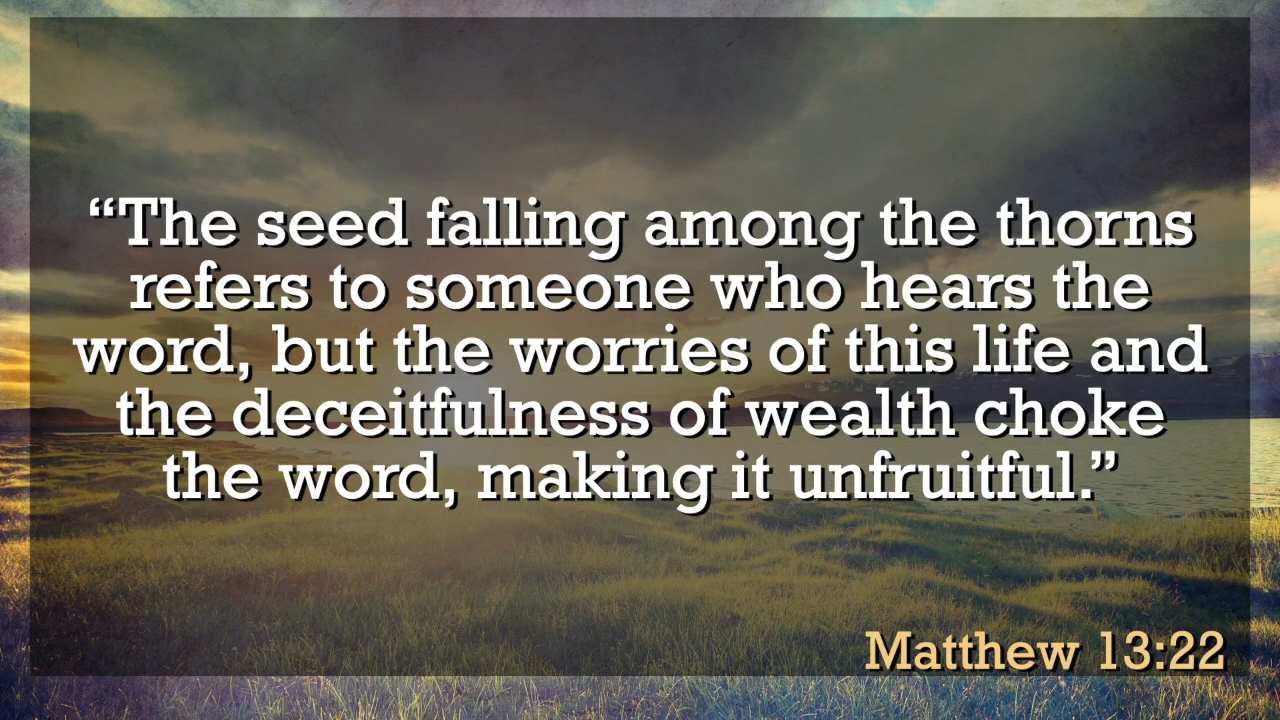 “The seed falling among the thorns
refers to someone who hears the
word, but the worries of this life and
the deceitfulness of wealth choke
the word, making it unfruitful.”
Matthew 13:22